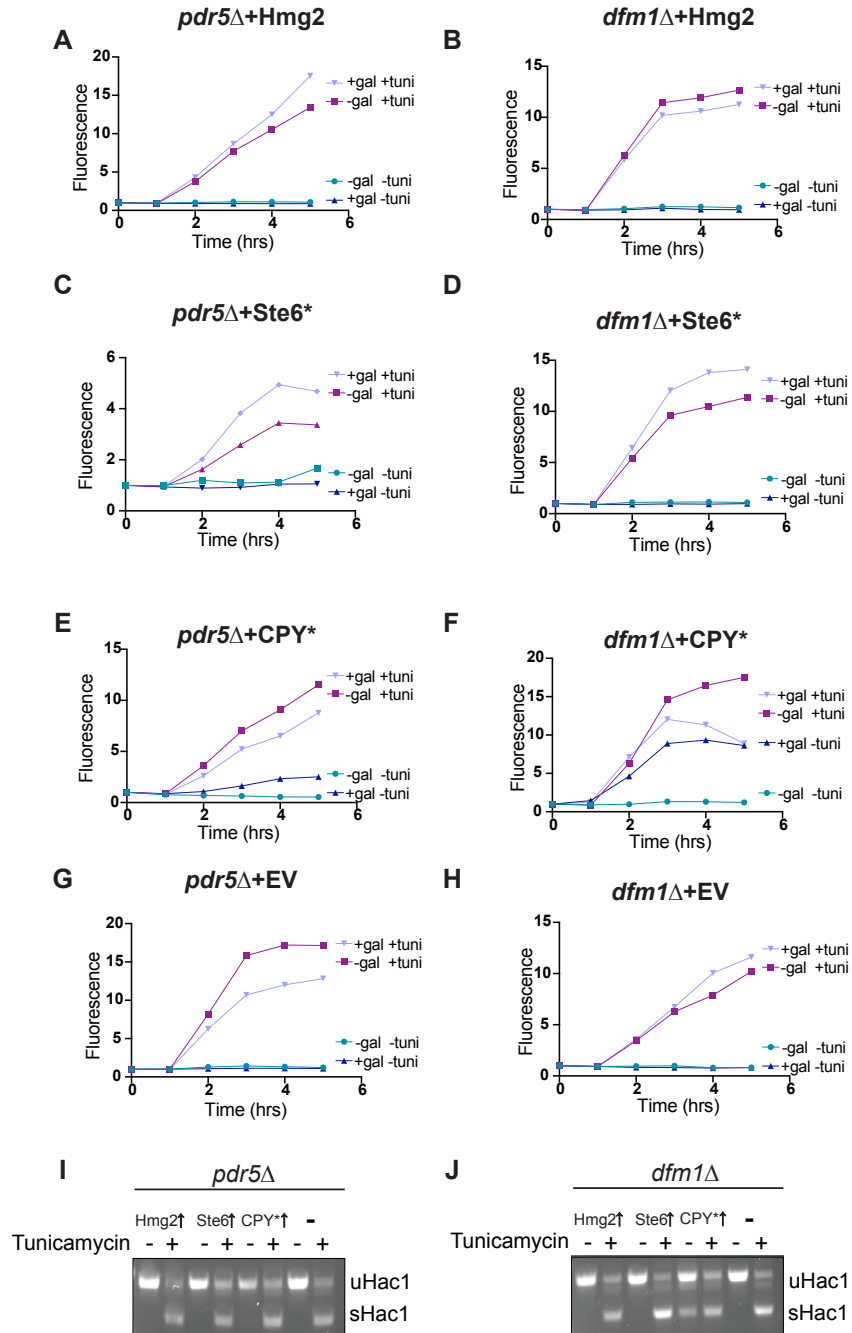 A
pdr5Δ+Hmg2
Fluorescence
20
15
10
5
0
0 2 4 6
Time (hrs)
+gal +tuni
-gal +tuni
-gal -tuni
+gal -tuni
B
dfm1Δ+Hmg2
Fluorescence
15
10
5
0
0 2 4 6
Time (hrs)
+gal +tuni
-gal +tuni
-gal -tuni
+gal -tuni
C
pdr5Δ+Ste6*
Fluorescence
6
4
2
0
0 2 4 6
Time (hrs)
+gal +tuni
-gal +tuni
-gal -tuni
+gal -tuni
D
dfm1Δ+Ste6*
Fluorescence
15
10
5
0
0 2 4 6
Time (hrs)
+gal +tuni
-gal +tuni
-gal -tuni
+gal -tuni
E
pdr5Δ+CPY*
Fluorescence
15
10
5
0
0 2 4 6
Time (hrs)
+gal +tuni
-gal +tuni
-gal -tuni
+gal -tuni
F
dfm1Δ+CPY*
Fluorescence
20
15
10
5
0
0 2 4 6
Time (hrs)
+gal +tuni
-gal +tuni
+gal -tuni
-gal -tuni
G
pdr5Δ+EV
Fluorescence
20
15
10
5
0
0 2 4 6
Time (hrs)
+gal +tuni
-gal +tuni
-gal -tuni
+gal -tuni
H
dfm1Δ+EV
Fluorescence
15
10
5
0
0 2 4 6
Time (hrs)
+gal +tuni
-gal +tuni
-gal -tuni
+gal -tuni
I
pdr5Δ
Hmg2↑ Ste6↑ CPY*↑ -
Tunicamycin - + - + - + - +
uHac1
sHac1
J
dfm1Δ
Hmg2↑ Ste6↑ CPY*↑ -
Tunicamycin - + - + - + - +
uHac1
sHac1